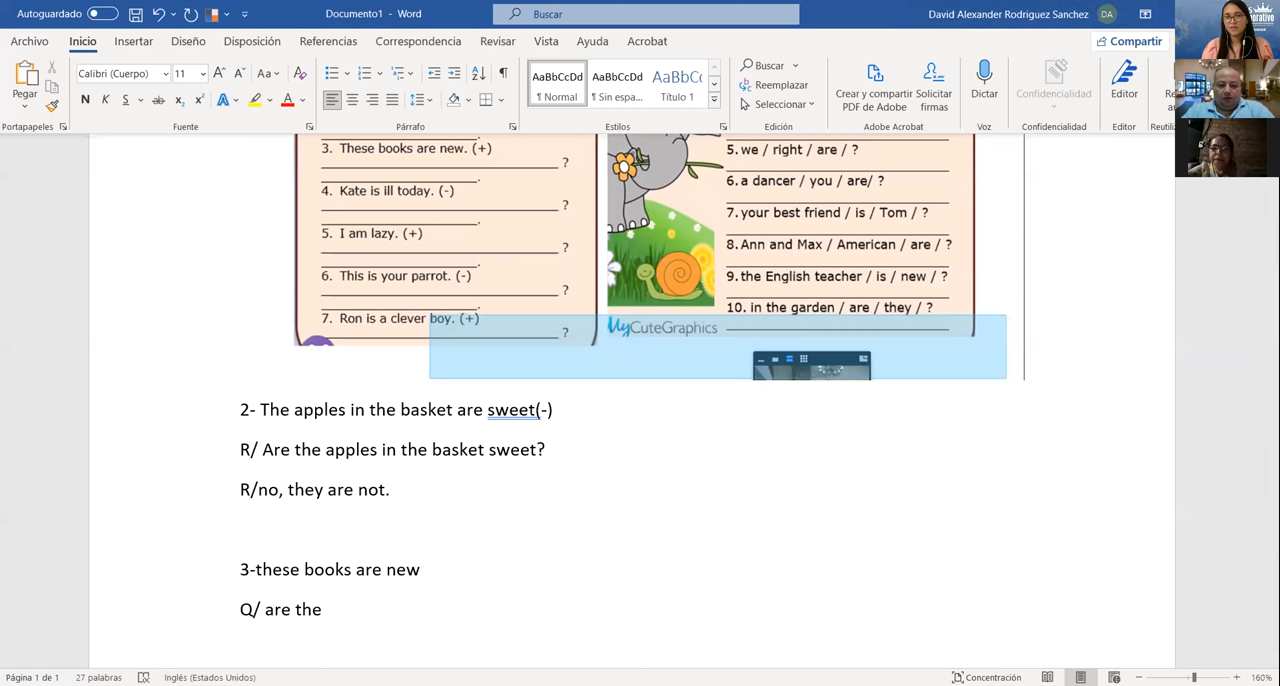 Autoguardado
Documento1 - Word
Buscar
David Alexander Rodriguez Sanchez
DA
Archivo Inicio Insertar Diseño Disposición Referencias Correspondencia Revisar Vista Ayuda Acrobat
Compartir
Pegar
Calibri (Cuerpo) 11
Aa
N K S ab x₂ x² A A
AaBbCcDd AaBbCcDd AaBbC
¶ Normal ¶ Sin espa... Título 1
Buscar
Reemplazar
Seleccionar
Crear y compartir PDF de Adobe
Solicitar firmas
Dictar
Confidencialidad
Editor
Portapapeles Fuente Párrafo Estilos Edición Adobe Acrobat Voz Confidencialidad Editor Reutiliz
3. These books are new. (+)
?
.
4. Kate is ill today. (-)
?
.
5. I am lazy. (+)
?
.
6. This is your parrot. (-)
?
.
7. Ron is a clever boy. (+)
?
5. we / right / are / ?
6. a dancer / you / are/ ?
7. your best friend / is / Tom / ?
8. Ann and Max / American / are / ?
9. the English teacher / is / new / ?
10. in the garden / are / they / ?
MyCuteGraphics
2- The apples in the basket are sweet(-)
R/ Are the apples in the basket sweet?
R/no, they are not.
3-these books are new
Q/ are the
Página 1 de 1 27 palabras Inglés (Estados Unidos) Concentración 160%